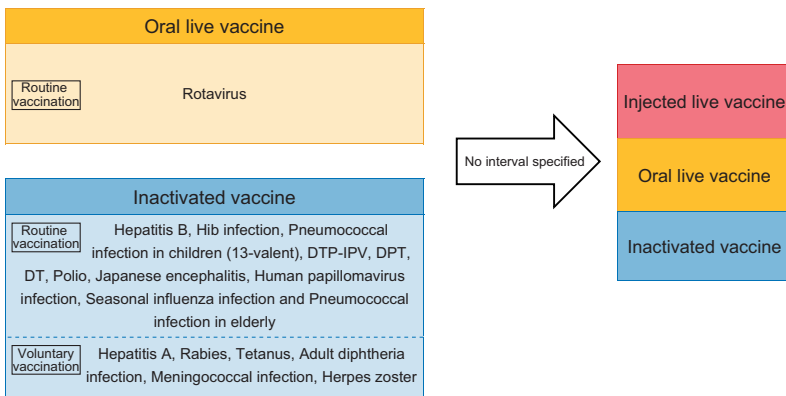 Oral live vaccine
Routine
vaccination
Rotavirus
No interval specified
Injected live vaccine
Oral live vaccine
Inactivated vaccine
Inactivated vaccine
Routine
vaccination
Hepatitis B, Hib infection, Pneumococcal
infection in children (13-valent), DTP-IPV, DPT,
DT, Polio, Japanese encephalitis, Human papillomavirus
infection, Seasonal influenza infection and Pneumococcal
infection in elderly
Voluntary
vaccination
Hepatitis A, Rabies, Tetanus, Adult diphtheria
infection, Meningococcal infection, Herpes zoster